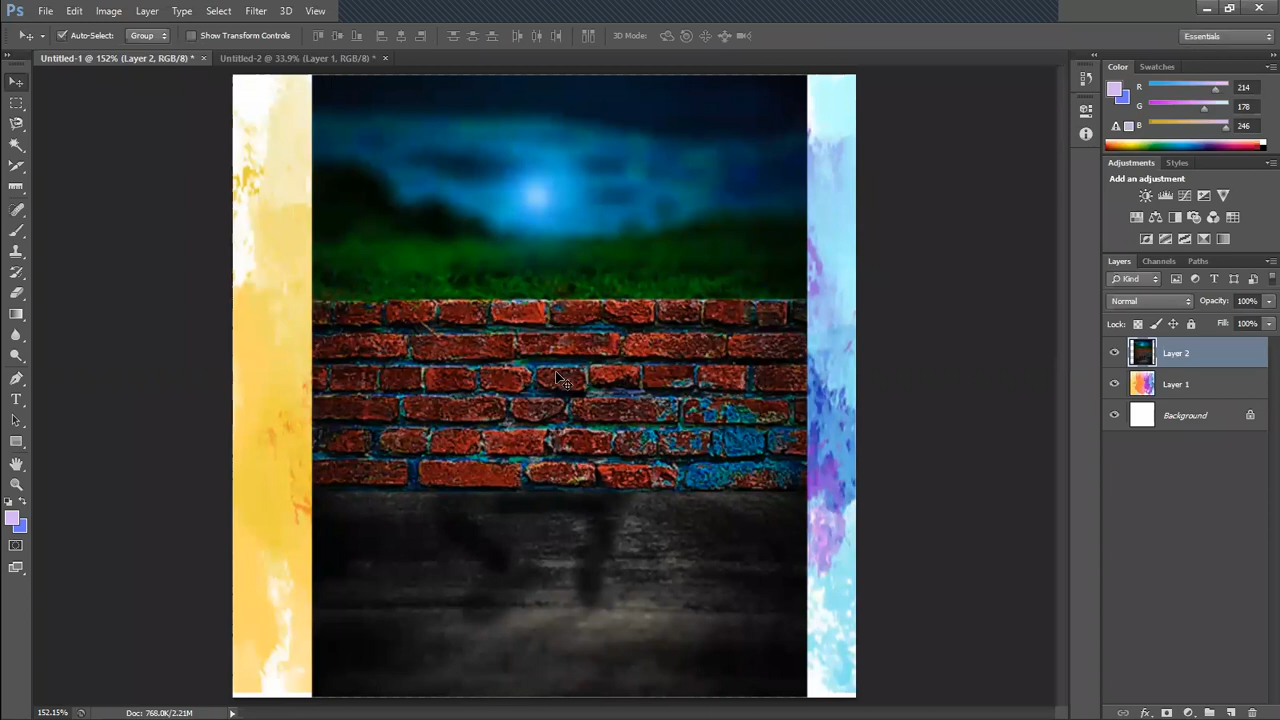 Ps File Edit Image Layer Type Select Filter 3D View
Auto-Select: Group Show Transform Controls 3D Mode: Essentials
Untitled-1 @ 152% (Layer 2, RGB/8) * × Untitled-2 @ 33.9% (Layer 1, RGB/8) * ×
Color Swatches
R 214
G 178
B 246
Adjustments Styles
Add an adjustment
Layers Channels Paths
Kind
Normal Opacity: 100%
Lock: Fill: 100%
Layer 2
Layer 1
Background
152.15% Doc: 768.0K/2.21M